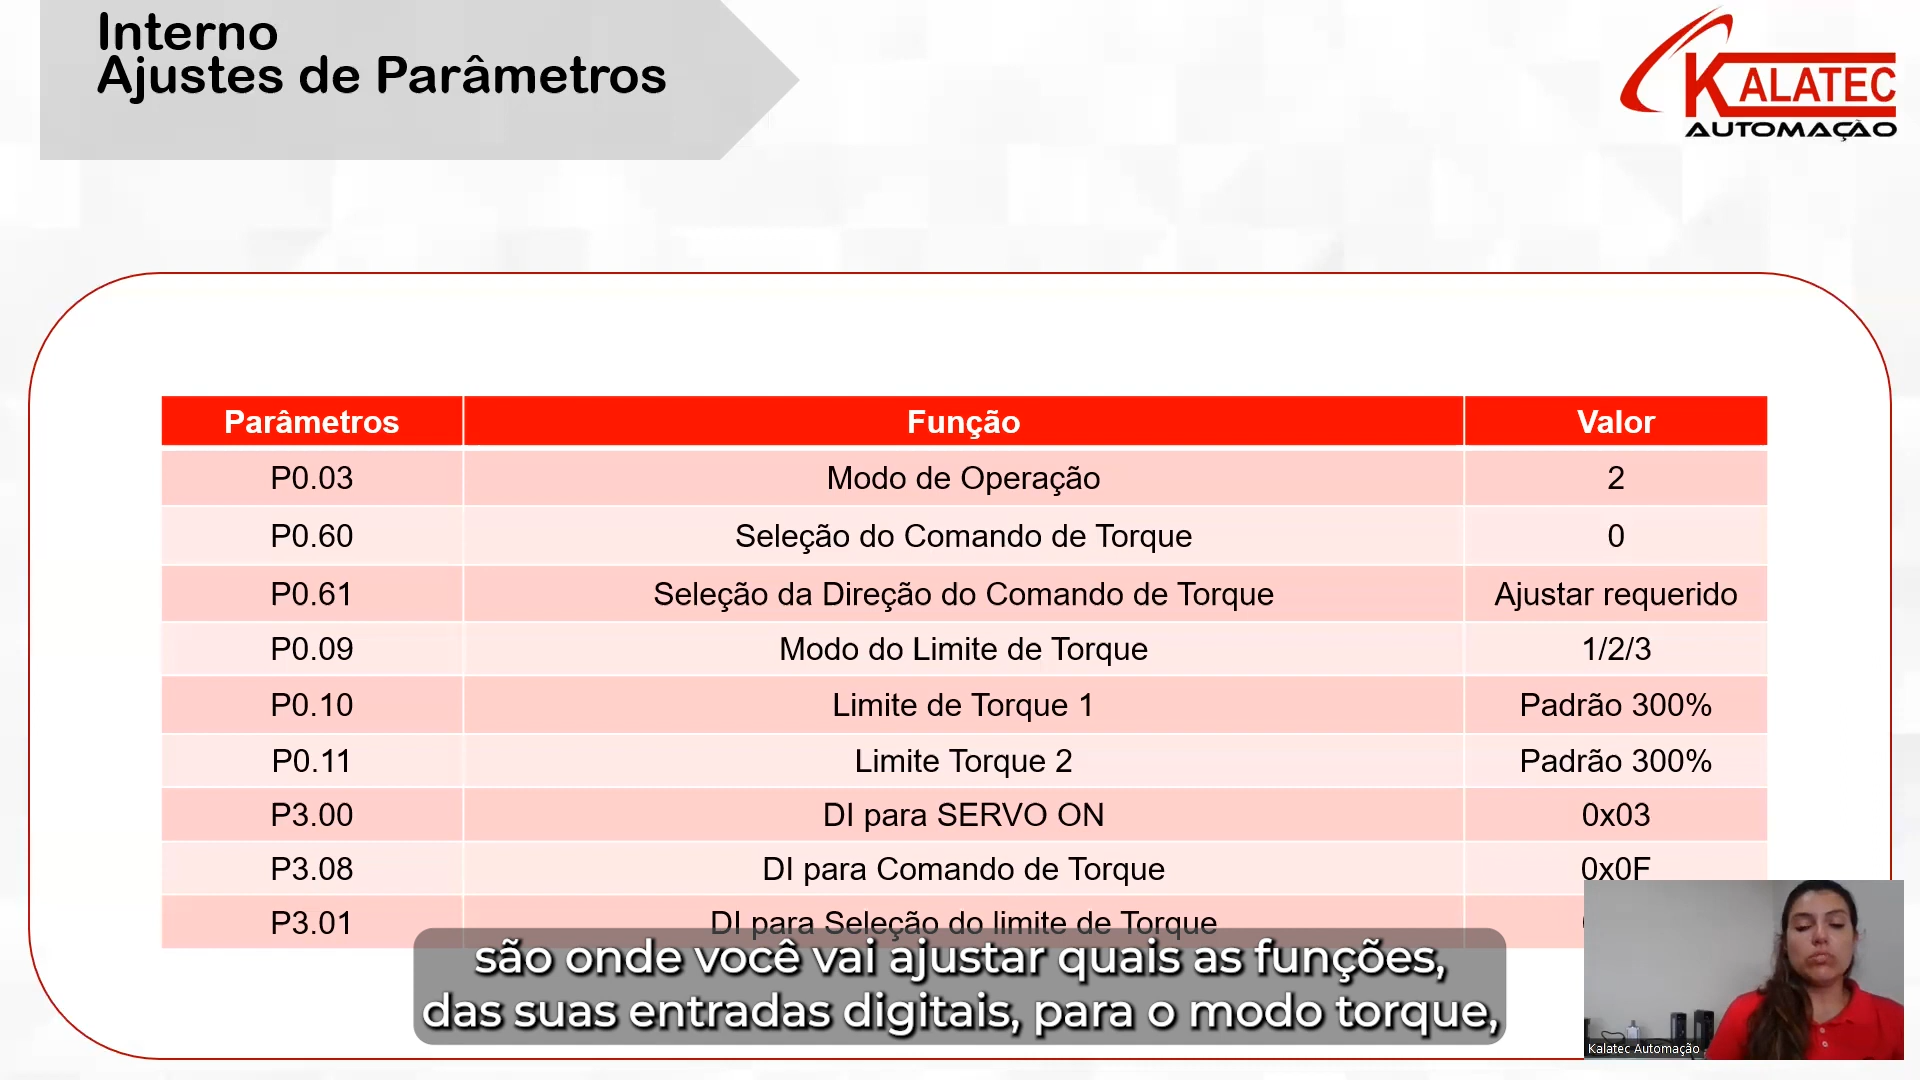 Interno
Ajustes de Parâmetros
KALATEC
AUTOMAÇÃO
Parâmetros Função Valor
P0.03 Modo de Operação 2
P0.60 Seleção do Comando de Torque 0
P0.61 Seleção da Direção do Comando de Torque Ajustar requerido
P0.09 Modo do Limite de Torque 1/2/3
P0.10 Limite de Torque 1 Padrão 300%
P0.11 Limite Torque 2 Padrão 300%
P3.00 DI para SERVO ON 0x03
P3.08 DI para Comando de Torque 0x0F
P3.01 DI para Seleção do limite de Torque
são onde você vai ajustar quais as funções,
das suas entradas digitais, para o modo torque,
Kalatec Automação